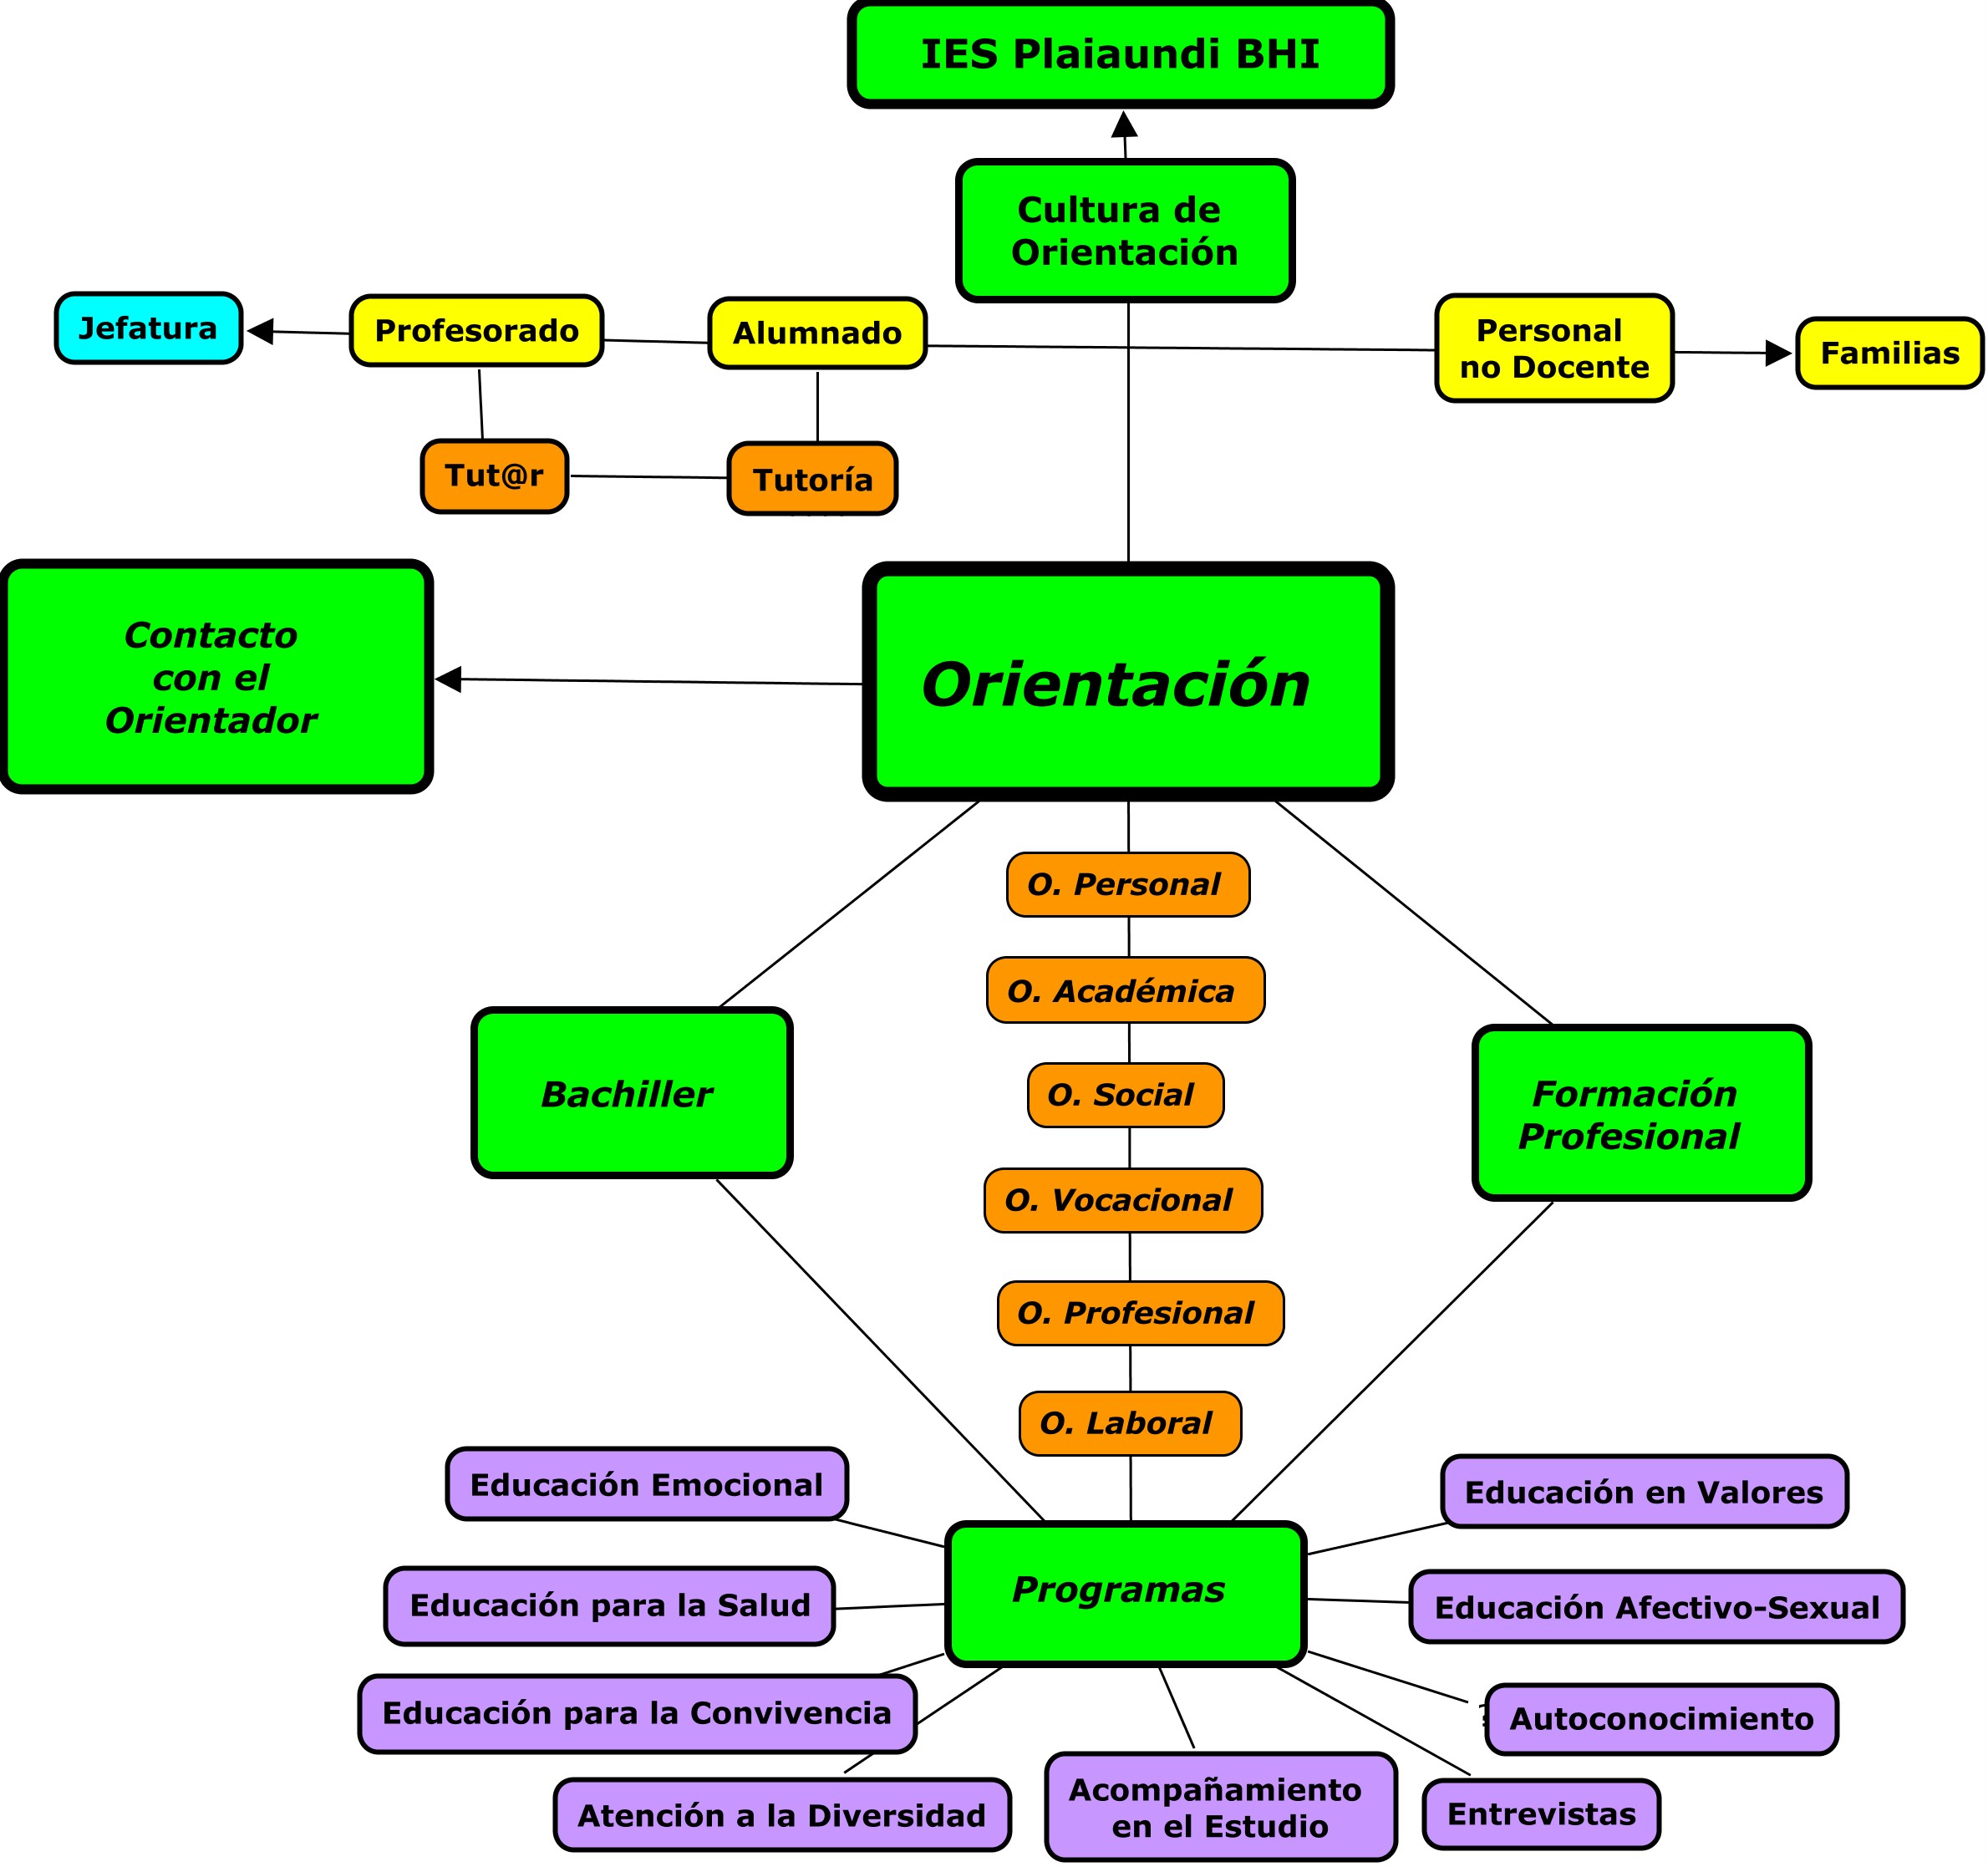 IES Plaiaundi BHI
Cultura de
Orientación
Jefatura
Profesorado
Alumnado
Personal
no Docente
Familias
Tut@r
Tutoría
Contacto
con el
Orientador
Orientación
O. Personal
O. Académica
O. Social
O. Vocacional
O. Profesional
O. Laboral
Bachiller
Formación
Profesional
Educación Emocional
Educación en Valores
Programas
Educación para la Salud
Educación Afectivo-Sexual
Educación para la Convivencia
Autoconocimiento
Atención a la Diversidad
Acompañamiento
en el Estudio
Entrevistas